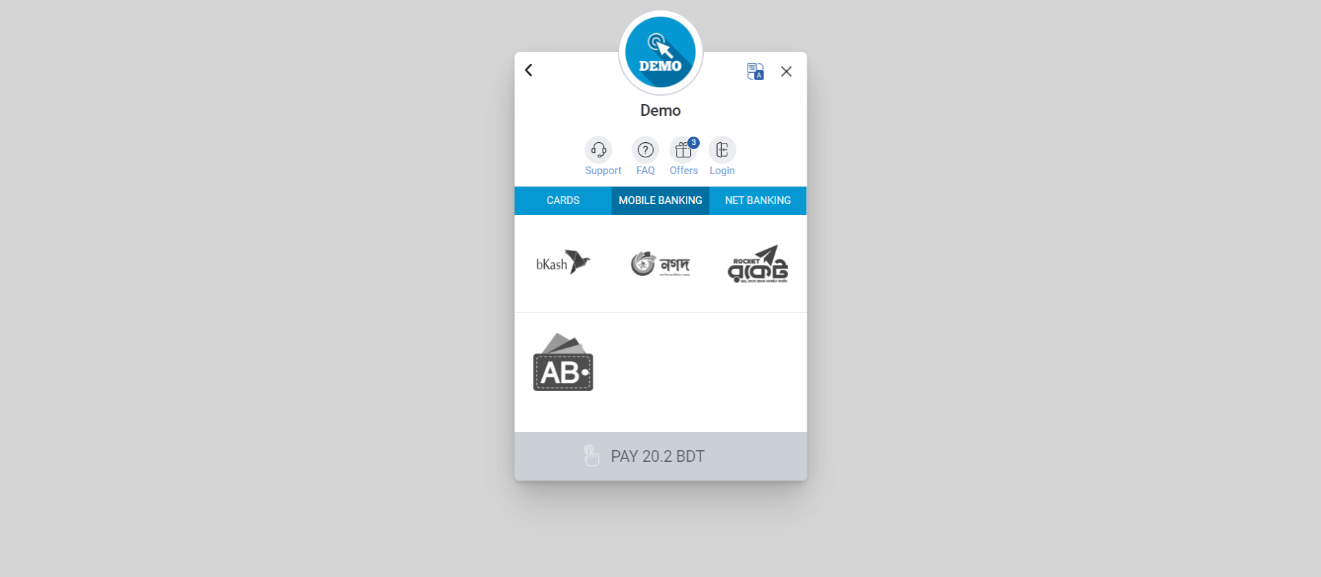 DEMO
A
Demo
3
Support FAQ Offers Login
CARDS MOBILE BANKING NET BANKING
bKash
নগদ
ROCKET
রকেট
AB
PAY 20.2 BDT